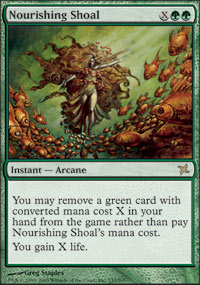 Nourishing Shoal X
Instant — Arcane
You may remove a green card with
converted mana cost X in your
hand from the game rather than pay
Nourishing Shoal's mana cost.
You gain X life.
Greg Staples